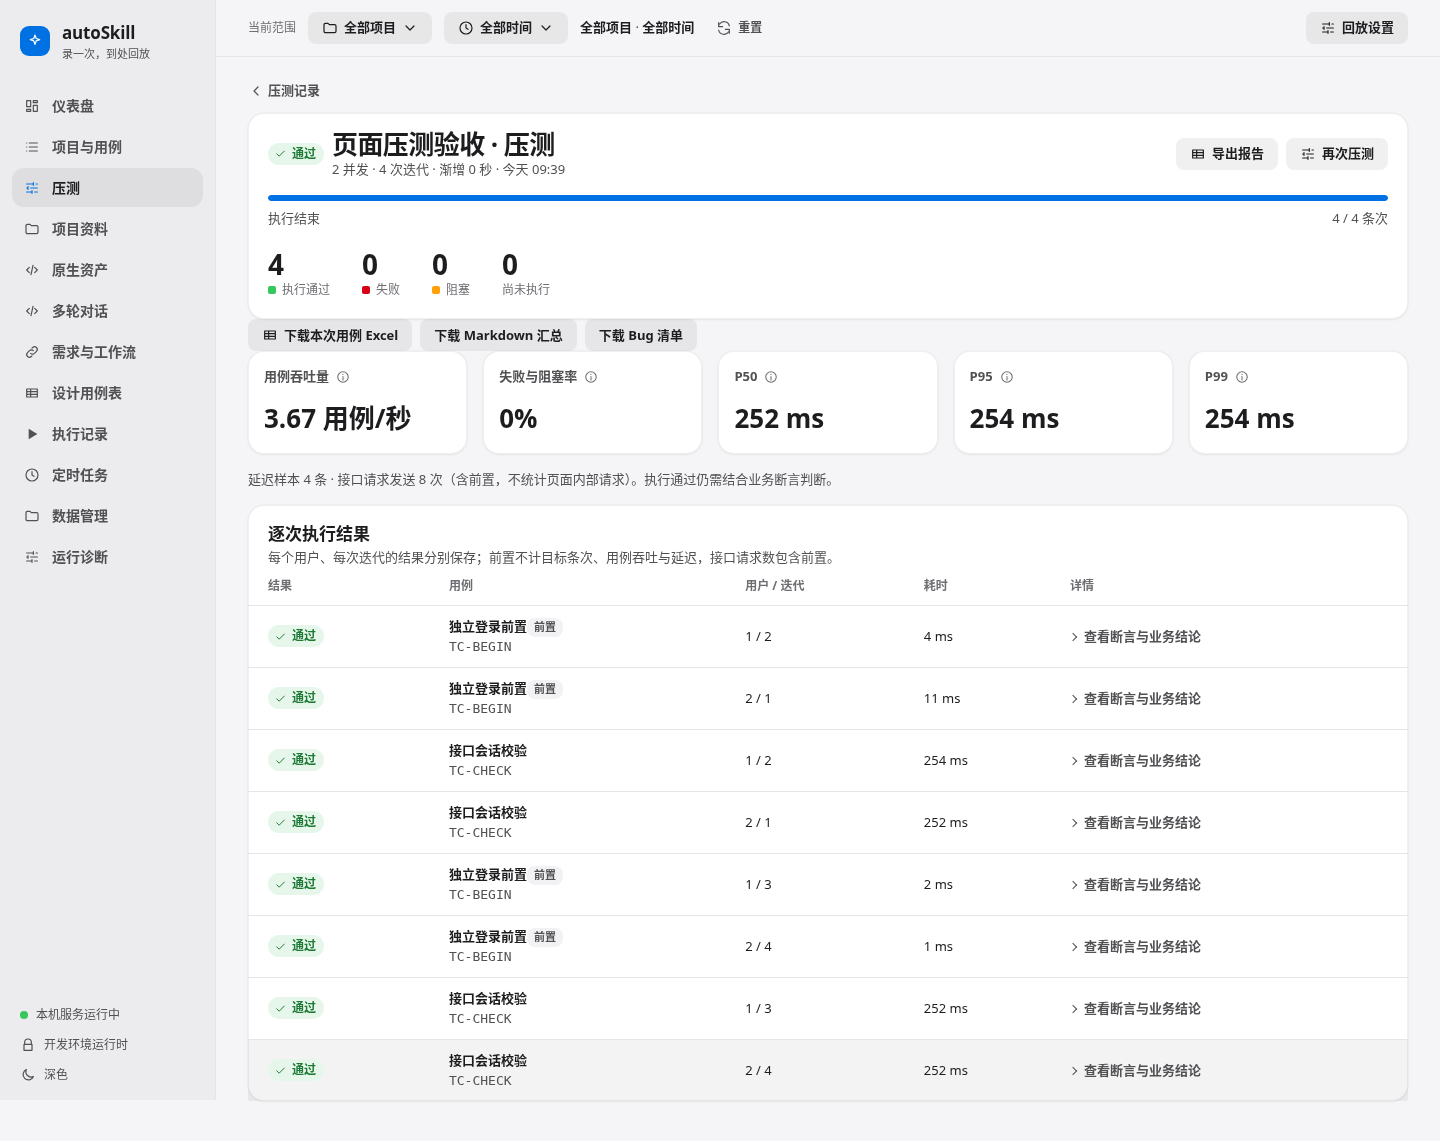 autoSkill
录一次，到处回放
仪表盘
项目与用例
压测
项目资料
原生资产
多轮对话
需求与工作流
设计用例表
执行记录
定时任务
数据管理
运行诊断
本机服务运行中
开发环境运行时
深色
当前范围 全部项目 全部时间 全部项目 · 全部时间 重置 回放设置
压测记录
通过 页面压测验收 · 压测
2 并发 · 4 次迭代 · 渐增 0 秒 · 今天 09:39
导出报告 再次压测
执行结束 4 / 4 条次
4 0 0 0
执行通过 失败 阻塞 尚未执行
下载本次用例 Excel 下载 Markdown 汇总 下载 Bug 清单
用例吞吐量 失败与阻塞率 P50 P95 P99
3.67 用例/秒 0% 252 ms 254 ms 254 ms
延迟样本 4 条 · 接口请求发送 8 次（含前置，不统计页面内部请求）。执行通过仍需结合业务断言判断。
逐次执行结果
每个用户、每次迭代的结果分别保存；前置不计目标条次、用例吞吐与延迟，接口请求数包含前置。
结果 用例 用户 / 迭代 耗时 详情
通过 独立登录前置 前置 1 / 2 4 ms 查看断言与业务结论
TC-BEGIN
通过 独立登录前置 前置 2 / 1 11 ms 查看断言与业务结论
TC-BEGIN
通过 接口会话校验 1 / 2 254 ms 查看断言与业务结论
TC-CHECK
通过 接口会话校验 2 / 1 252 ms 查看断言与业务结论
TC-CHECK
通过 独立登录前置 前置 1 / 3 2 ms 查看断言与业务结论
TC-BEGIN
通过 独立登录前置 前置 2 / 4 1 ms 查看断言与业务结论
TC-BEGIN
通过 接口会话校验 1 / 3 252 ms 查看断言与业务结论
TC-CHECK
通过 接口会话校验 2 / 4 252 ms 查看断言与业务结论
TC-CHECK